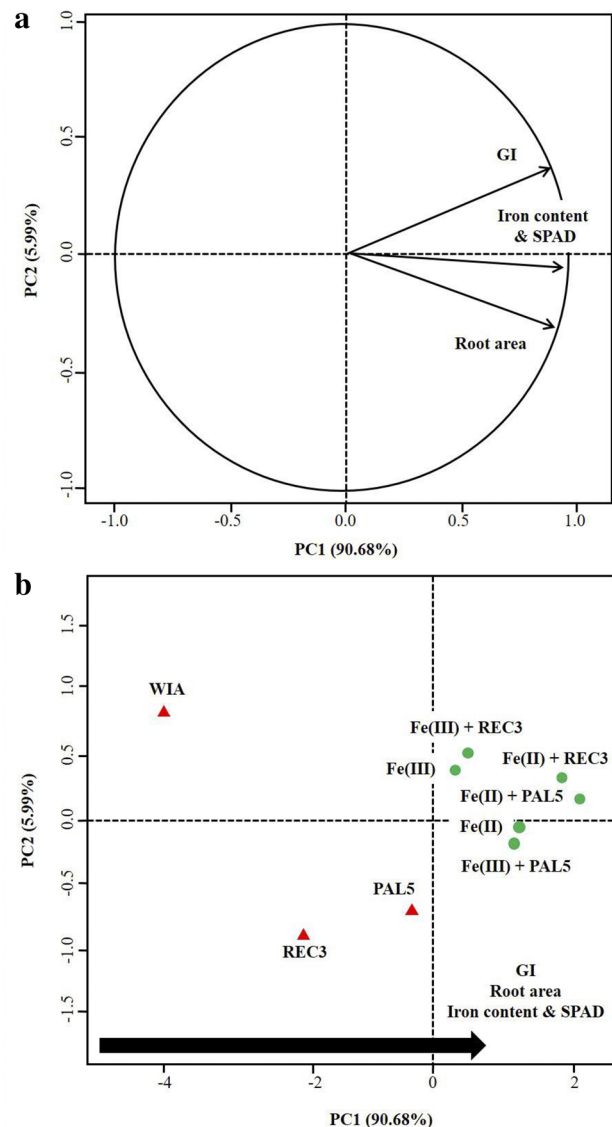 a
1.0
0.5
0.0
-0.5
-1.0
PC2 (5.99%)
GI
Iron content
& SPAD
Root area
-1.0
-0.5
0.0
0.5
1.0
PC1 (90.68%)
b
1.5
1.0
0.5
0.0
-0.5
-1.0
-1.5
PC2 (5.99%)
WIA
Fe(III) + REC3
Fe(III)
Fe(II) + REC3
Fe(II) + PAL5
Fe(II)
Fe(III) + PAL5
PAL5
REC3
GI
Root area
Iron content & SPAD
-4
-2
0
2
PC1 (90.68%)